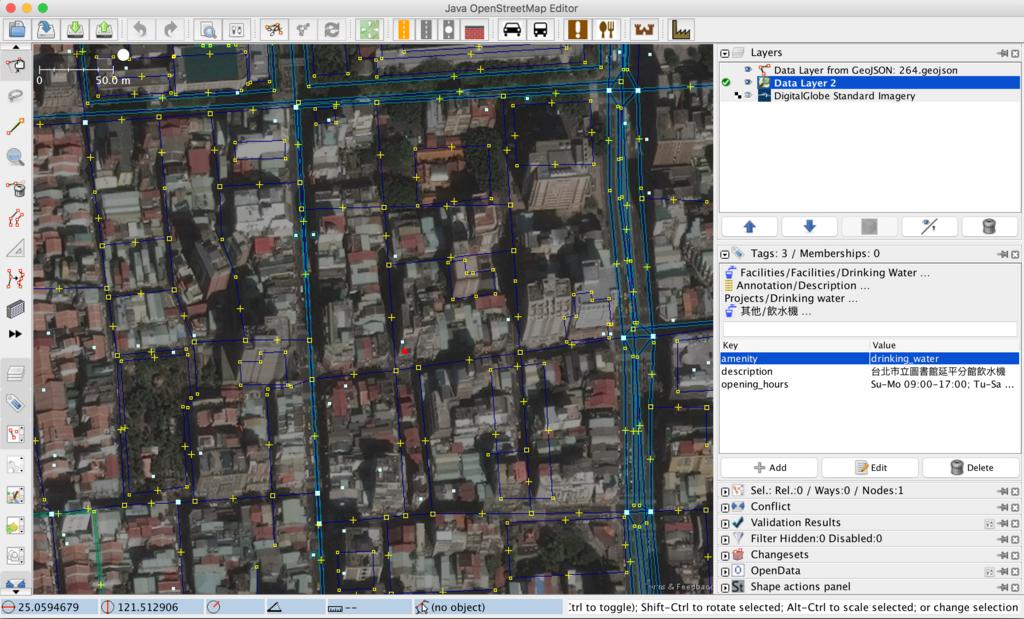 Java OpenStreetMap Editor
0
50.0 m
Layers
Data Layer from GeoJSON: 264.geojson
Data Layer 2
DigitalGlobe Standard Imagery
Tags: 3 / Memberships: 0
Facilities/Facilities/Drinking Water ...
Annotation/Description ...
Projects/Drinking water ...
其他/飲水機 ...
Key Value
amenity drinking_water
description 台北市立圖書館延平分館飲水機
opening_hours Su-Mo 09:00-17:00; Tu-Sa ...
Add Edit Delete
Sel.: Rel.:0 / Ways:0 / Nodes:1
Conflict
Validation Results
Filter Hidden:0 Disabled:0
Changesets
OpenData
St Shape actions panel
Terms & Feedback
25.0594679 121.512906 -- (no object) trl to toggle); Shift-Ctrl to rotate selected; Alt-Ctrl to scale selected; or change selection